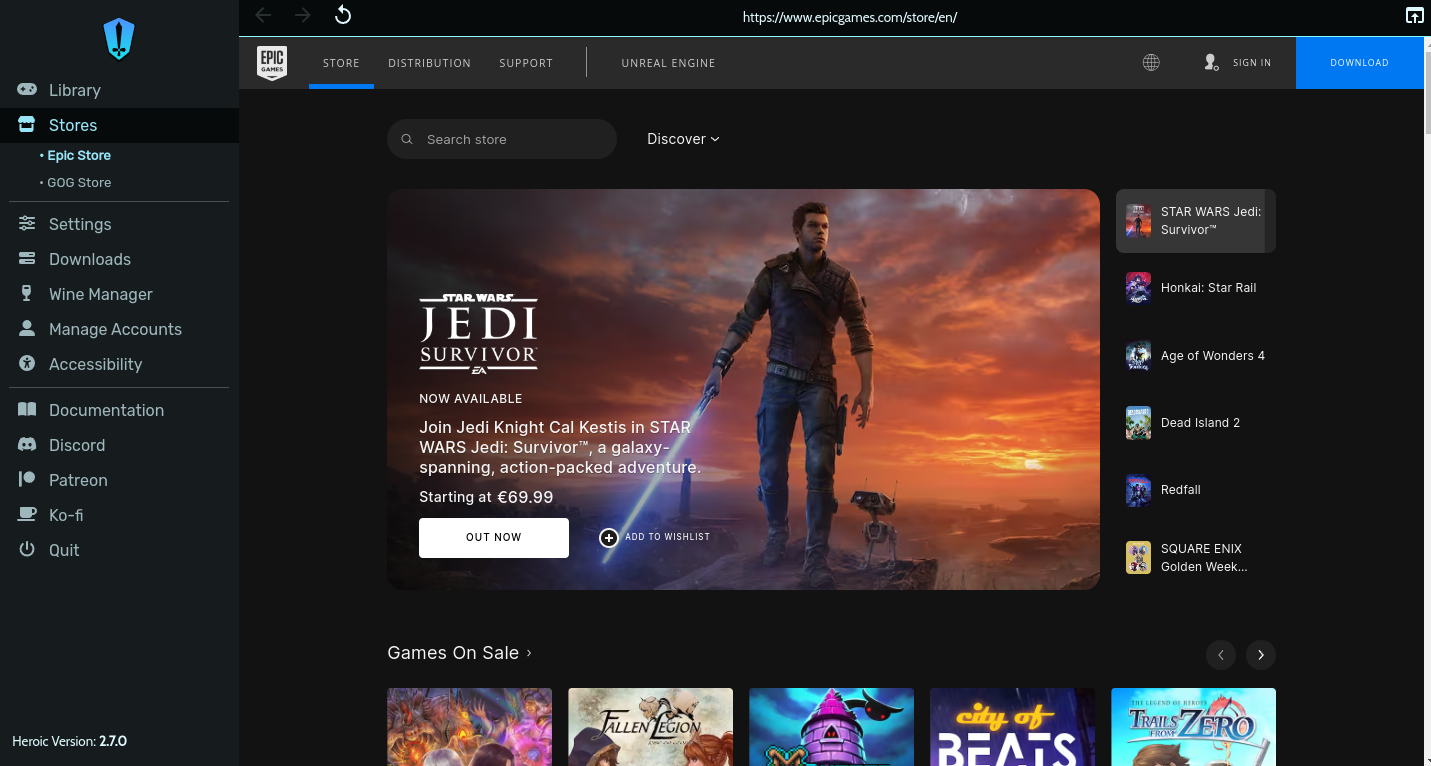 https://www.epicgames.com/store/en/
Library
Stores
• Epic Store
• GOG Store
Settings
Downloads
Wine Manager
Manage Accounts
Accessibility
Documentation
Discord
Patreon
Ko-fi
Quit
Heroic Version: 2.7.0
EPIC
GAMES
STORE
DISTRIBUTION
SUPPORT
UNREAL ENGINE
SIGN IN
DOWNLOAD
Search store
Discover
STAR WARS
JEDI
SURVIVOR
EA
NOW AVAILABLE
Join Jedi Knight Cal Kestis in STAR
WARS Jedi: Survivor™, a galaxy-
spanning, action-packed adventure.
Starting at €69.99
OUT NOW
ADD TO WISHLIST
STAR WARS Jedi:
Survivor™
Honkai: Star Rail
Age of Wonders 4
Dead Island 2
Redfall
SQUARE ENIX
Golden Week...
Games On Sale
FALLEN LEGION
city of
BEATS
THE LEGEND OF HEROES
TRAILS
FROM ZERO